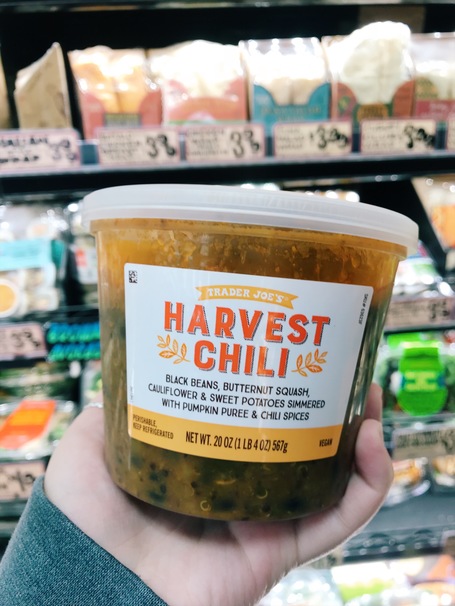 TRADER JOE'S
HARVEST
CHILI
BLACK BEANS, BUTTERNUT SQUASH,
CAULIFLOWER & SWEET POTATOES SIMMERED
WITH PUMPKIN PUREE & CHILI SPICES
PERISHABLE,
KEEP REFRIGERATED
NET WT. 20 OZ (1 LB 4 OZ) 567g
VEGAN